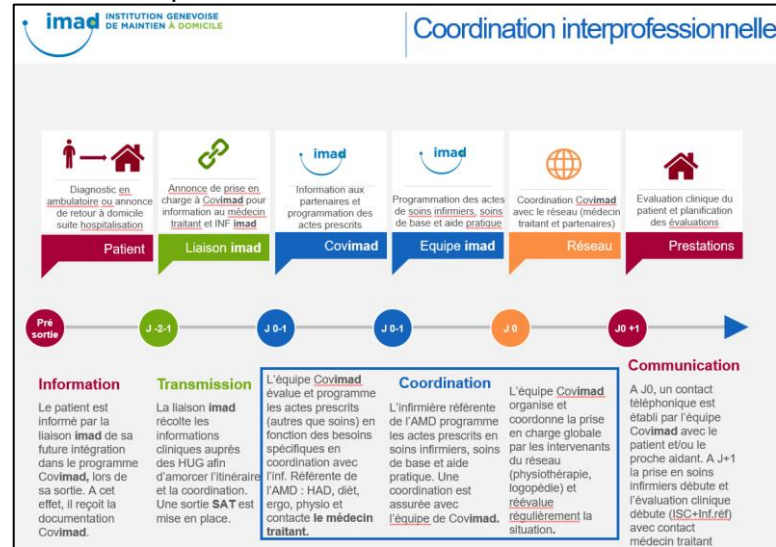 imad INSTITUTION GENEVOISE
DE MAINTIEN À DOMICILE
Coordination interprofessionnelle
Diagnostic en
ambulatoire ou annonce
de retour à domicile
suite hospitalisation
Patient
Annonce de prise en
charge à Covimad pour
information au médecin
traitant et INF imad
Liaison imad
imad
Information aux
partenaires et
programmation des
actes prescrits
Covimad
imad
Programmation des actes
de soins infirmiers, soins
de base et aide pratique
Equipe imad
Coordination Covimad
avec le réseau (médecin
traitant et partenaires)
Réseau
Evaluation clinique du
patient et planification
des évaluations
Prestations
Pré
sortie
J -2-1
J 0-1
J 0-1
J 0
J0 +1
Information
Le patient est
informé par la
liaison imad de sa
future intégration
dans le programme
Covimad, lors de
sa sortie. A cet
effet, il reçoit la
documentation
Covimad.
Transmission
La liaison imad
récolte les
informations
cliniques auprès
des HUG afin
d'amorcer l'itinéraire
et la coordination.
Une sortie SAT est
mise en place.
L'équipe Covimad
évalue et programme
les actes prescrits
(autres que soins) en
fonction des besoins
spécifiques en
coordination avec
l'inf. Référente de
l'AMD : HAD, diét,
ergo, physio et
contacte le médecin
traitant.
Coordination
L'infirmière référente
de l'AMD programme
les actes prescrits en
soins infirmiers, soins
de base et aide
pratique. Une
coordination est
assurée avec
l'équipe de Covimad.
L'équipe Covimad
organise et
coordonne la prise
en charge globale
par les intervenants
du réseau
(physiothérapie,
logopédie) et
réévalue
régulièrement la
situation.
Communication
A J0, un contact
téléphonique est
établi par l'équipe
Covimad avec le
patient et/ou le
proche aidant. A J+1
la prise en soins
infirmiers débute et
l'évaluation clinique
débute (ISC+Inf.réf)
avec contact
médecin traitant